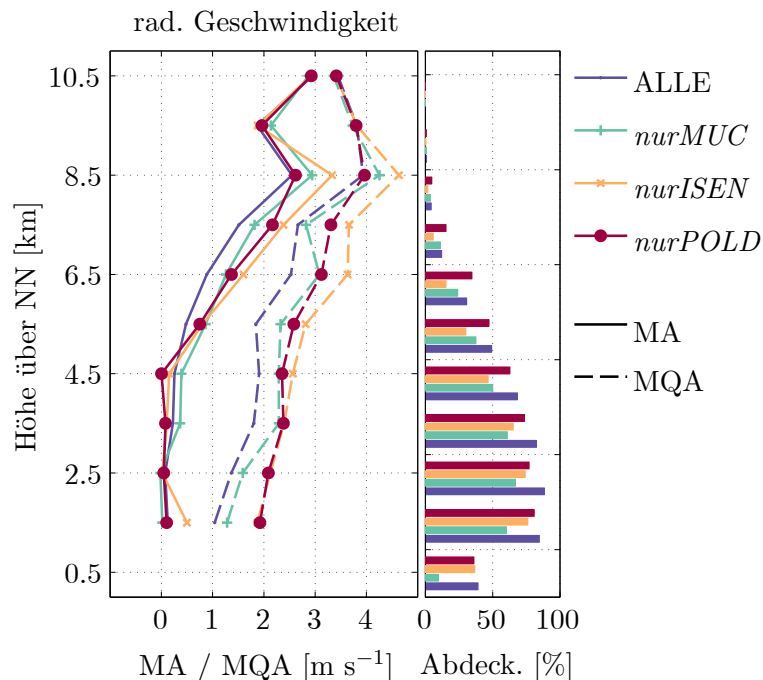 rad. Geschwindigkeit
10.5
8.5
6.5
4.5
2.5
0.5
Höhe über NN [km]
0 1 2 3 4
MA / MQA [m s⁻¹]
0 50 100
Abdeck. [%]
ALLE
nurMUC
nurISEN
nurPOLD
MA
MQA